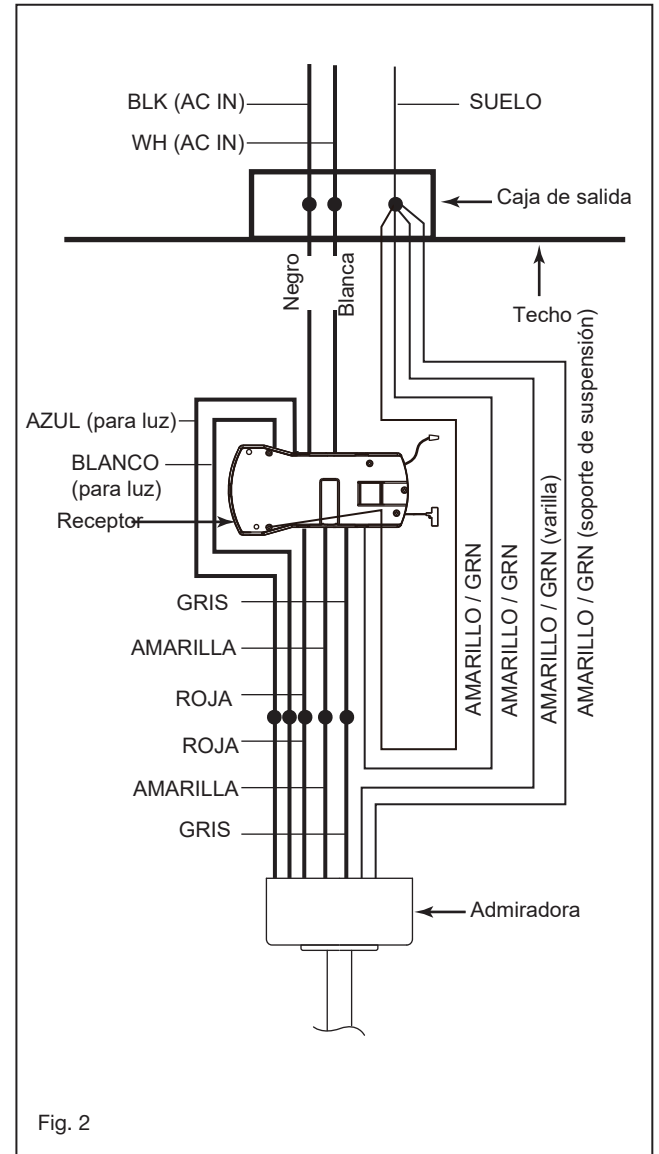 BLK (AC IN)
SUELO
WH (AC IN)
Caja de salida
Negro
Blanca
Techo
AZUL (para luz)
BLANCO
(para luz)
Receptor
AMARILLO / GRN
AMARILLO / GRN
AMARILLO / GRN (varilla)
AMARILLO / GRN (soporte de suspensión)
GRIS
AMARILLA
ROJA
ROJA
AMARILLA
GRIS
Admiradora
Fig. 2